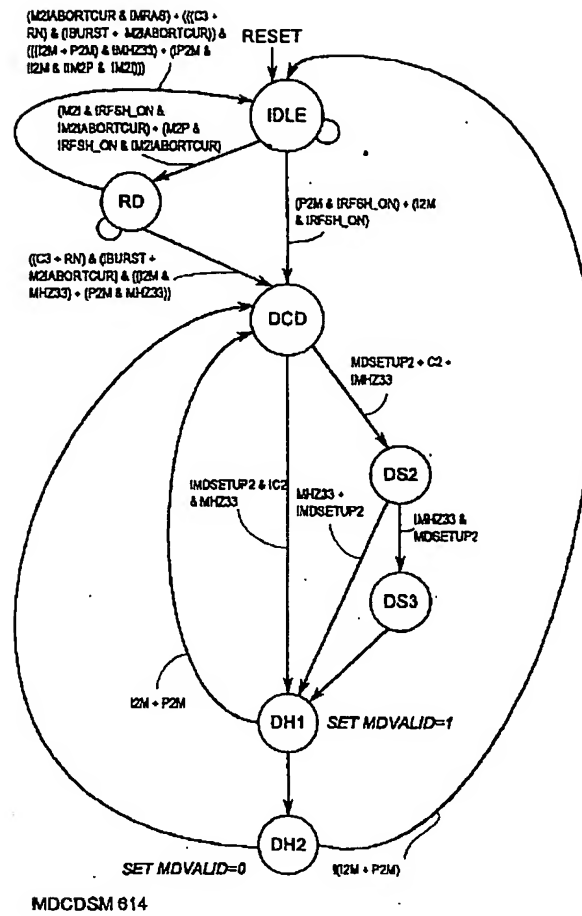 (M2IABORTCUR & !MRAS) + (((C3 +
RN) & (!BURST + M2IABORTCUR)) &
((((I2M + P2M) & !MHZ33) + (!P2M &
!I2M & (!M2P & !M2I))))
RESET
IDLE
(M2I & !RFSH_ON &
!M2IABORTCUR) + (M2P &
!RFSH_ON & !M2IABORTCUR)
RD
(P2M & !RFSH_ON) + (I2M
& !RFSH_ON)
((C3 + RN) & (!BURST +
M2IABORTCUR) & ((I2M &
MHZ33) + (P2M & MHZ33))
DCD
MDSETUP2 + C2 +
!MHZ33
DS2
!MDSETUP2 & !C2
& MHZ33
MHZ33 +
!MDSETUP2
!MHZ33 &
MDSETUP2
DS3
I2M + P2M
DH1
SET MDVALID=1
DH2
SET MDVALID=0
!(I2M + P2M)
MDCDSM 614